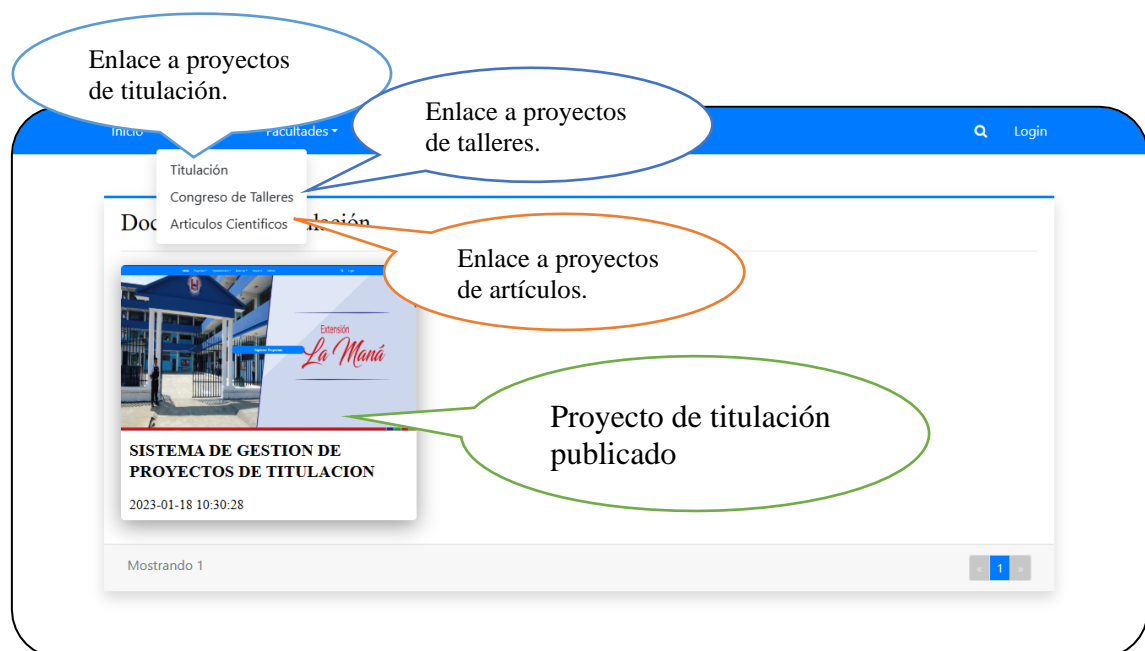 Enlace a proyectos
de titulación.
Enlace a proyectos
de talleres.
Inicio
Facultades
Login
Titulación
Congreso de Talleres
Articulos Cientificos
Enlace a proyectos
de artículos.
Extensión
La Maná
Proyecto de titulación
publicado
SISTEMA DE GESTION DE
PROYECTOS DE TITULACION
2023-01-18 10:30:28
Mostrando 1
« 1 »